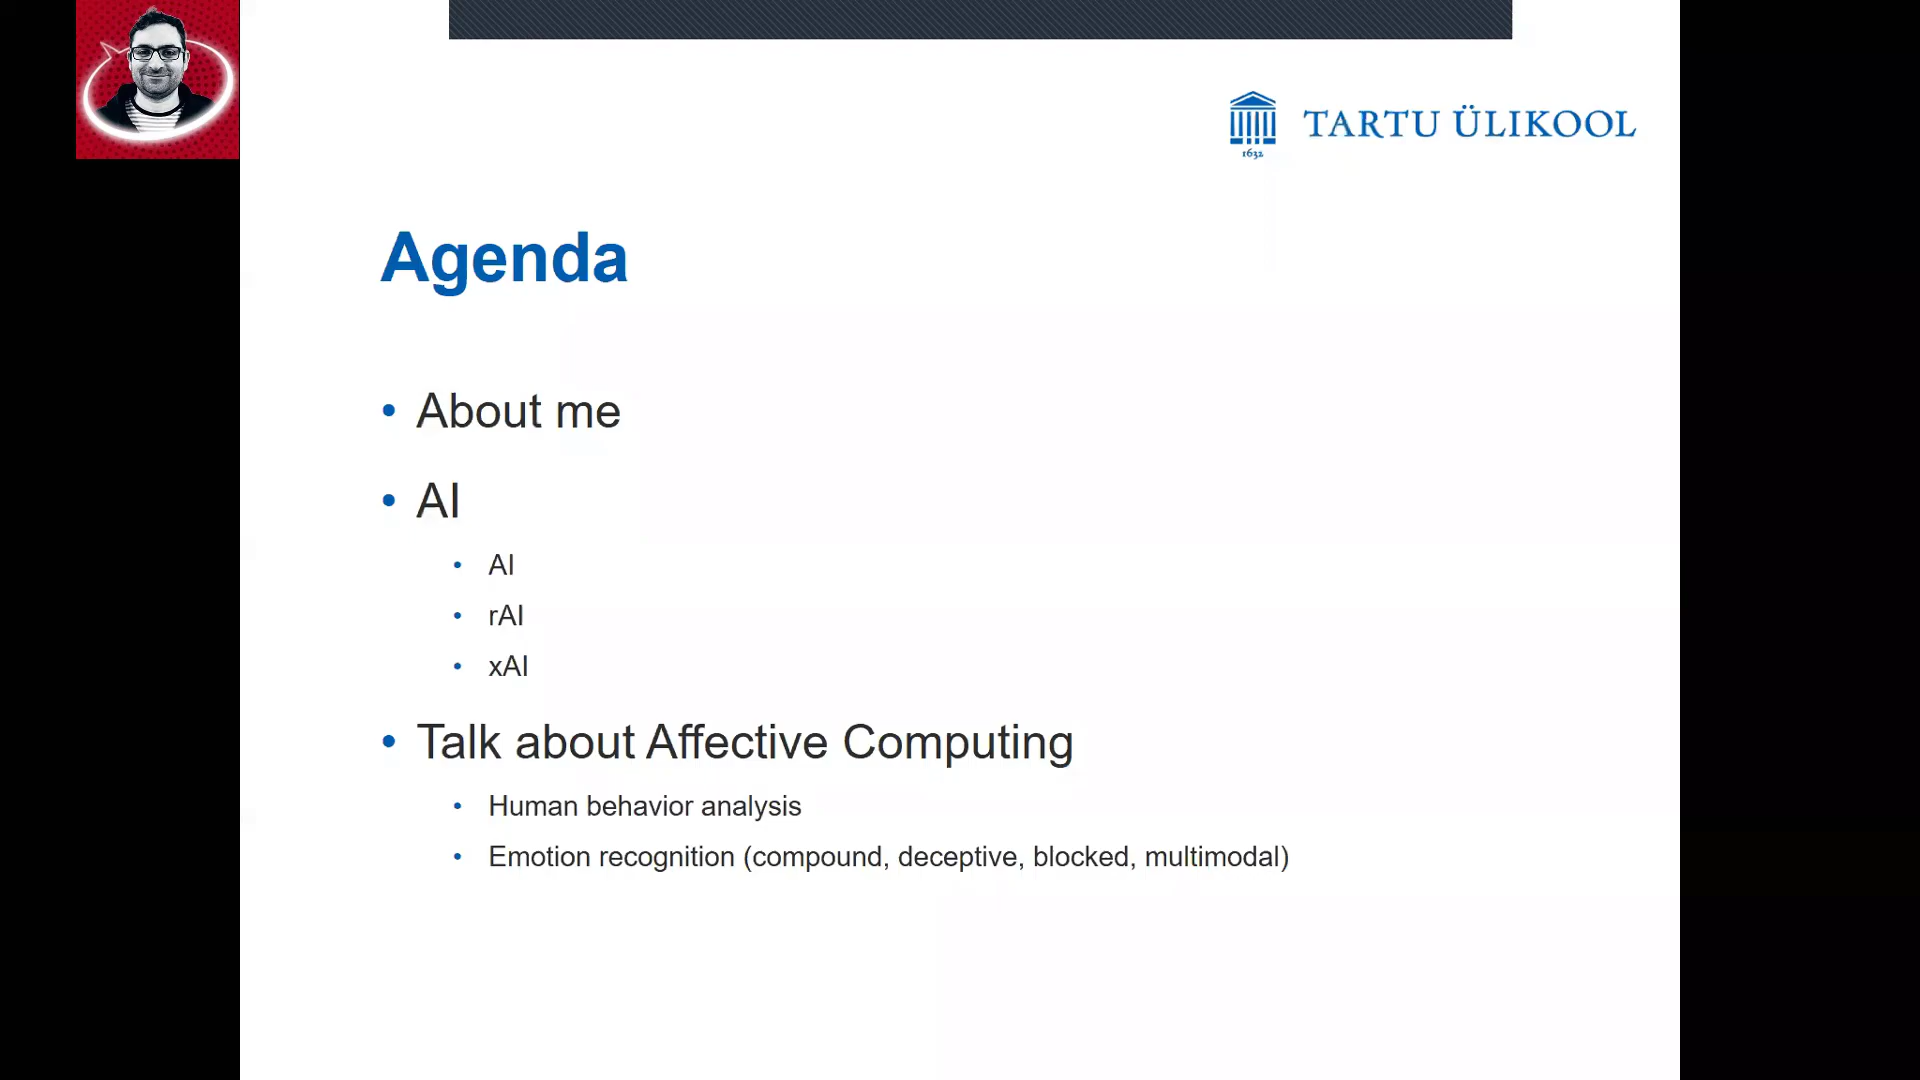 1632
TARTU ÜLIKOOL
Agenda
• About me
• AI
• AI
• rAI
• xAI
• Talk about Affective Computing
• Human behavior analysis
• Emotion recognition (compound, deceptive, blocked, multimodal)